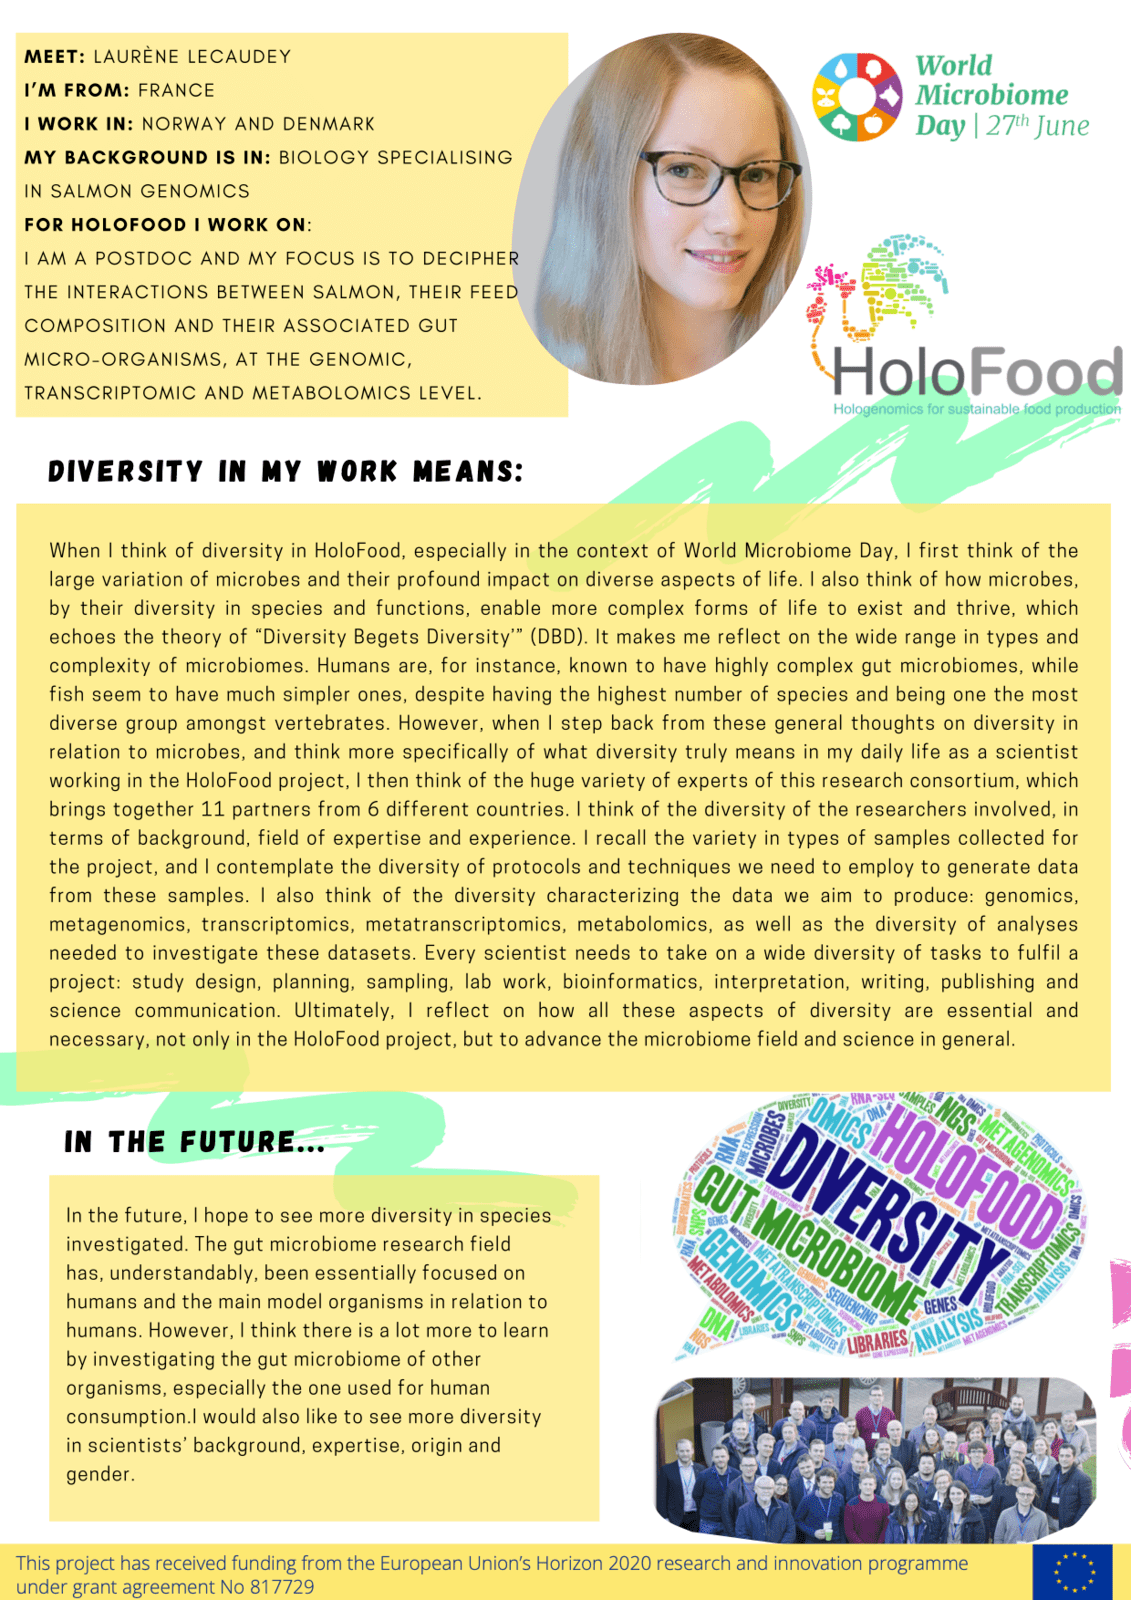 MEET: LAURÈNE LECAUDEY
I'M FROM: FRANCE
I WORK IN: NORWAY AND DENMARK
MY BACKGROUND IS IN: BIOLOGY SPECIALISING
IN SALMON GENOMICS
FOR HOLOFOOD I WORK ON:
I AM A POSTDOC AND MY FOCUS IS TO DECIPHER
THE INTERACTIONS BETWEEN SALMON, THEIR FEED
COMPOSITION AND THEIR ASSOCIATED GUT
MICRO-ORGANISMS, AT THE GENOMIC,
TRANSCRIPTOMIC AND METABOLOMICS LEVEL.
World
Microbiome
Day | 27th June
HoloFood
Hologenomics for sustainable food production
DIVERSITY IN MY WORK MEANS:
When I think of diversity in HoloFood, especially in the context of World Microbiome Day, I first think of the
large variation of microbes and their profound impact on diverse aspects of life. I also think of how microbes,
by their diversity in species and functions, enable more complex forms of life to exist and thrive, which
echoes the theory of “Diversity Begets Diversity’” (DBD). It makes me reflect on the wide range in types and
complexity of microbiomes. Humans are, for instance, known to have highly complex gut microbiomes, while
fish seem to have much simpler ones, despite having the highest number of species and being one the most
diverse group amongst vertebrates. However, when I step back from these general thoughts on diversity in
relation to microbes, and think more specifically of what diversity truly means in my daily life as a scientist
working in the HoloFood project, I then think of the huge variety of experts of this research consortium, which
brings together 11 partners from 6 different countries. I think of the diversity of the researchers involved, in
terms of background, field of expertise and experience. I recall the variety in types of samples collected for
the project, and I contemplate the diversity of protocols and techniques we need to employ to generate data
from these samples. I also think of the diversity characterizing the data we aim to produce: genomics,
metagenomics, transcriptomics, metatranscriptomics, metabolomics, as well as the diversity of analyses
needed to investigate these datasets. Every scientist needs to take on a wide diversity of tasks to fulfil a
project: study design, planning, sampling, lab work, bioinformatics, interpretation, writing, publishing and
science communication. Ultimately, I reflect on how all these aspects of diversity are essential and
necessary, not only in the HoloFood project, but to advance the microbiome field and science in general.
IN THE FUTURE...
In the future, I hope to see more diversity in species
investigated. The gut microbiome research field
has, understandably, been essentially focused on
humans and the main model organisms in relation to
humans. However, I think there is a lot more to learn
by investigating the gut microbiome of other
organisms, especially the one used for human
consumption.I would also like to see more diversity
in scientists’ background, expertise, origin and
gender.
DIVERSITY
HOLOFOOD
GUT MICROBIOME
GENOMICS
OMICS
DNA
RNA-SEQ
NGS
METAGENOMICS
MICROBES
RNA
GENE EXPRESSION
PROTOCOLS
TRANSCRIPTOMICS
METATRANSCRIPTOMICS
METABOLOMICS
SEQUENCING
SNPS
GENES
LIBRARIES
ANALYSIS
METABOLITES
This project has received funding from the European Union’s Horizon 2020 research and innovation programme
under grant agreement No 817729